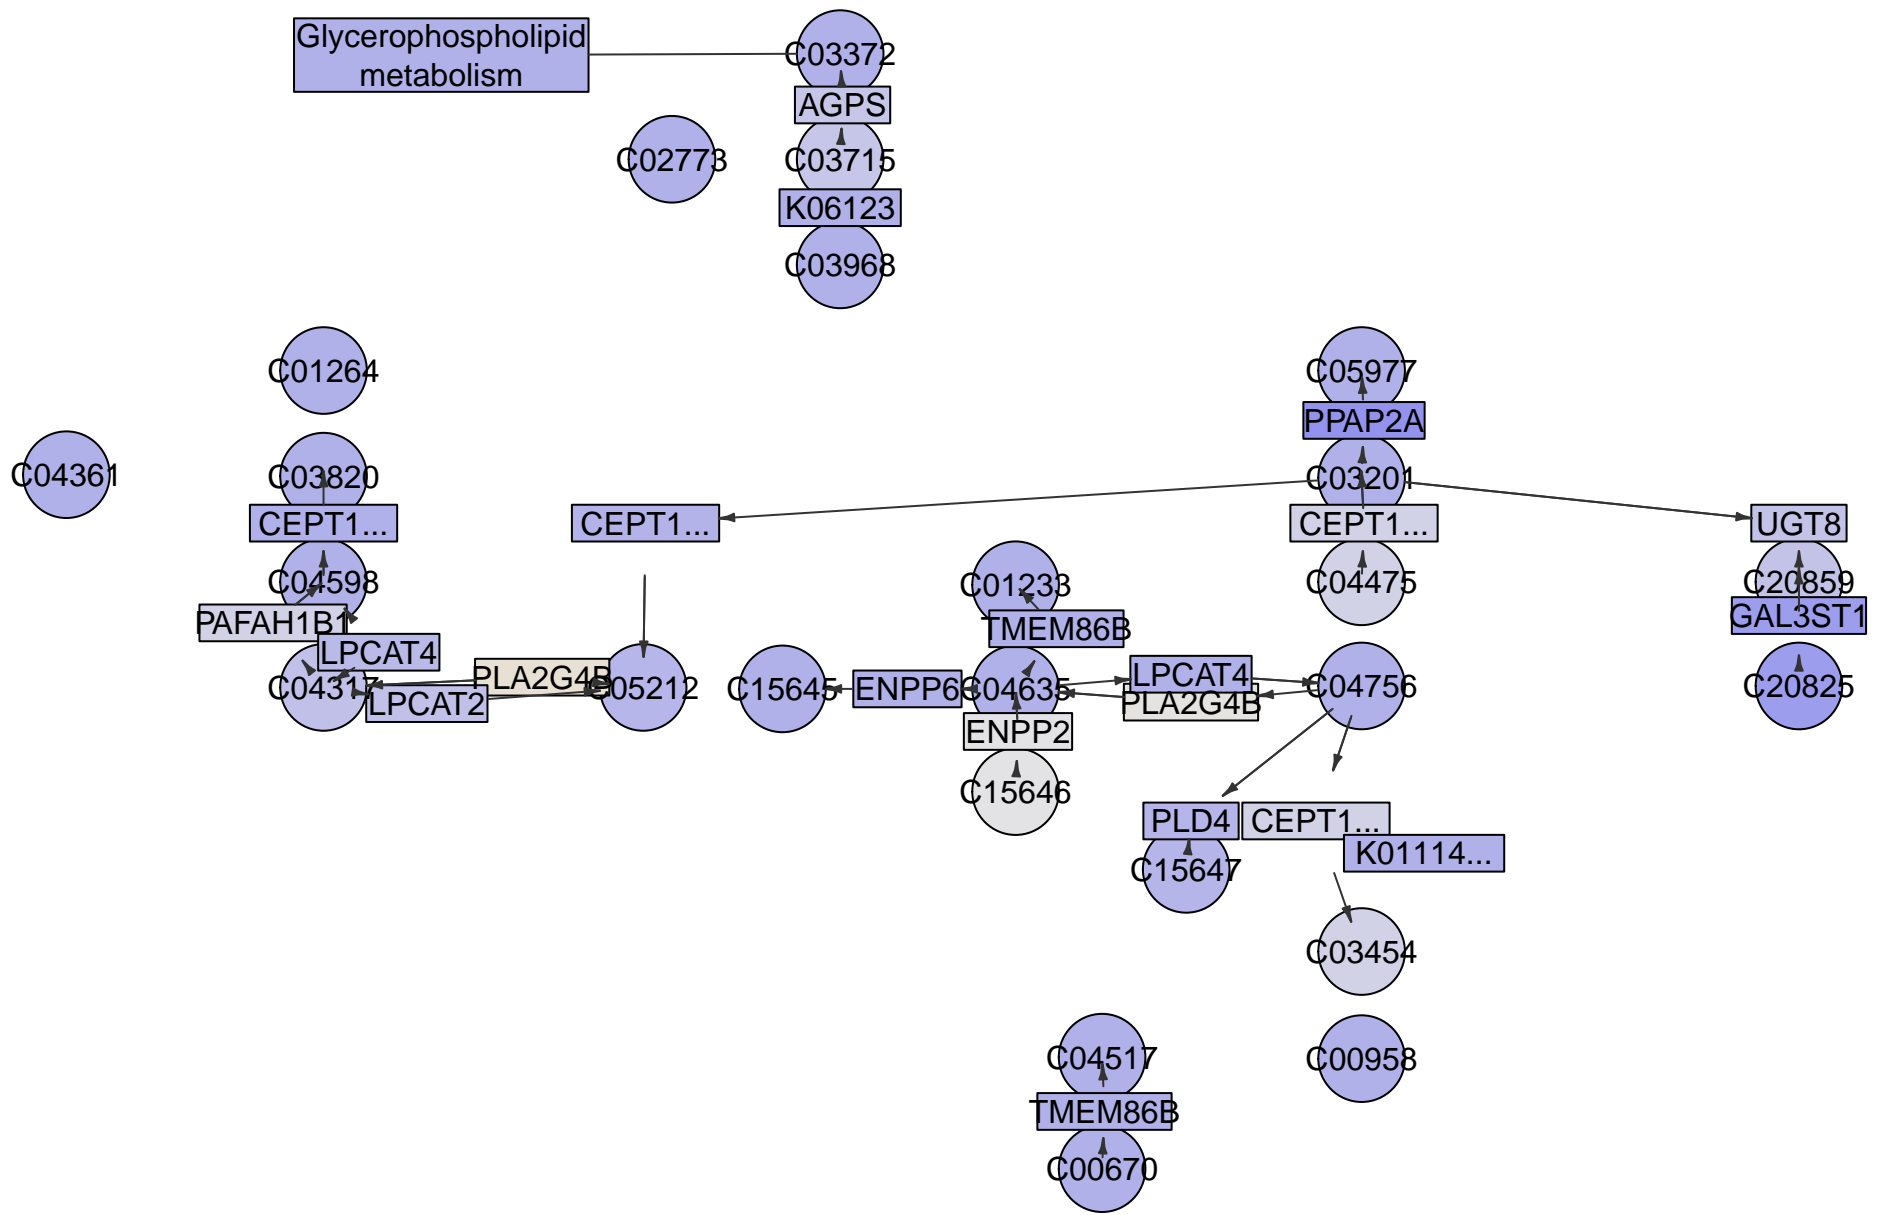 Glycerophospholipid
metabolism
C03372
AGPS
C02773
C03715
K06123
C03968
C01264
C05977
PPAP2A
C04361
C03820
C03201
CEPT1...
CEPT1...
CEPT1...
UGT8
C04598
C01233
C04475
C20859
PAFAH1B1
TMEM86B
GAL3ST1
LPCAT4
C04317
PLA2G4B
C05212
LPCAT2
C15645
ENPP6
C04635
LPCAT4
PLA2G4B
C04756
C20825
ENPP2
C15646
PLD4
CEPT1...
K01114...
C15647
C03454
C04517
C00958
TMEM86B
C00670